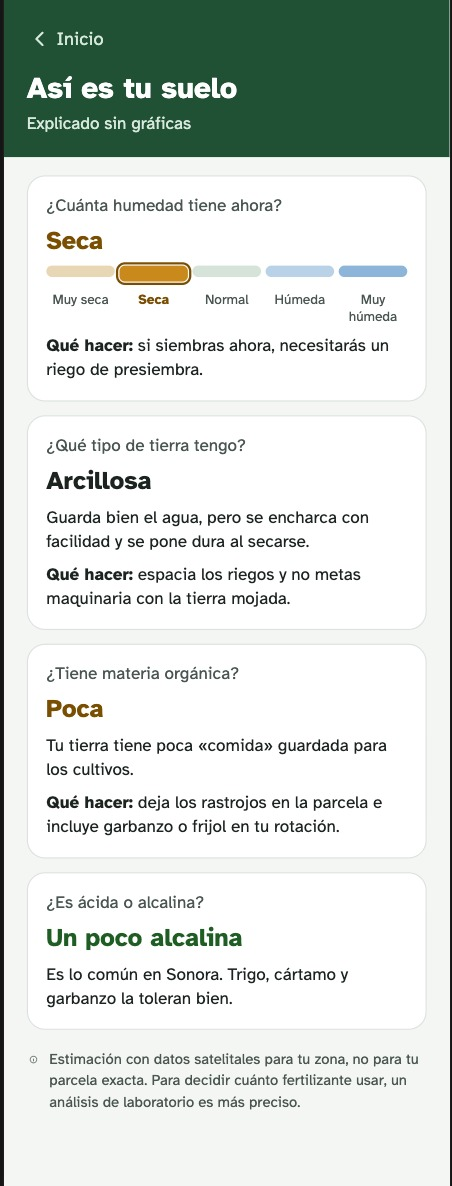 Inicio
Así es tu suelo
Explicado sin gráficas
¿Cuánta humedad tiene ahora?
Seca
Muy seca
Seca
Normal
Húmeda
Muy
húmeda
Qué hacer: si siembras ahora, necesitarás un
riego de presiembra.
¿Qué tipo de tierra tengo?
Arcillosa
Guarda bien el agua, pero se encharca con
facilidad y se pone dura al secarse.
Qué hacer: espacia los riegos y no metas
maquinaria con la tierra mojada.
¿Tiene materia orgánica?
Poca
Tu tierra tiene poca «comida» guardada para
los cultivos.
Qué hacer: deja los rastrojos en la parcela e
incluye garbanzo o frijol en tu rotación.
¿Es ácida o alcalina?
Un poco alcalina
Es lo común en Sonora. Trigo, cártamo y
garbanzo la toleran bien.
Estimación con datos satelitales para tu zona, no para tu
parcela exacta. Para decidir cuánto fertilizante usar, un
análisis de laboratorio es más preciso.